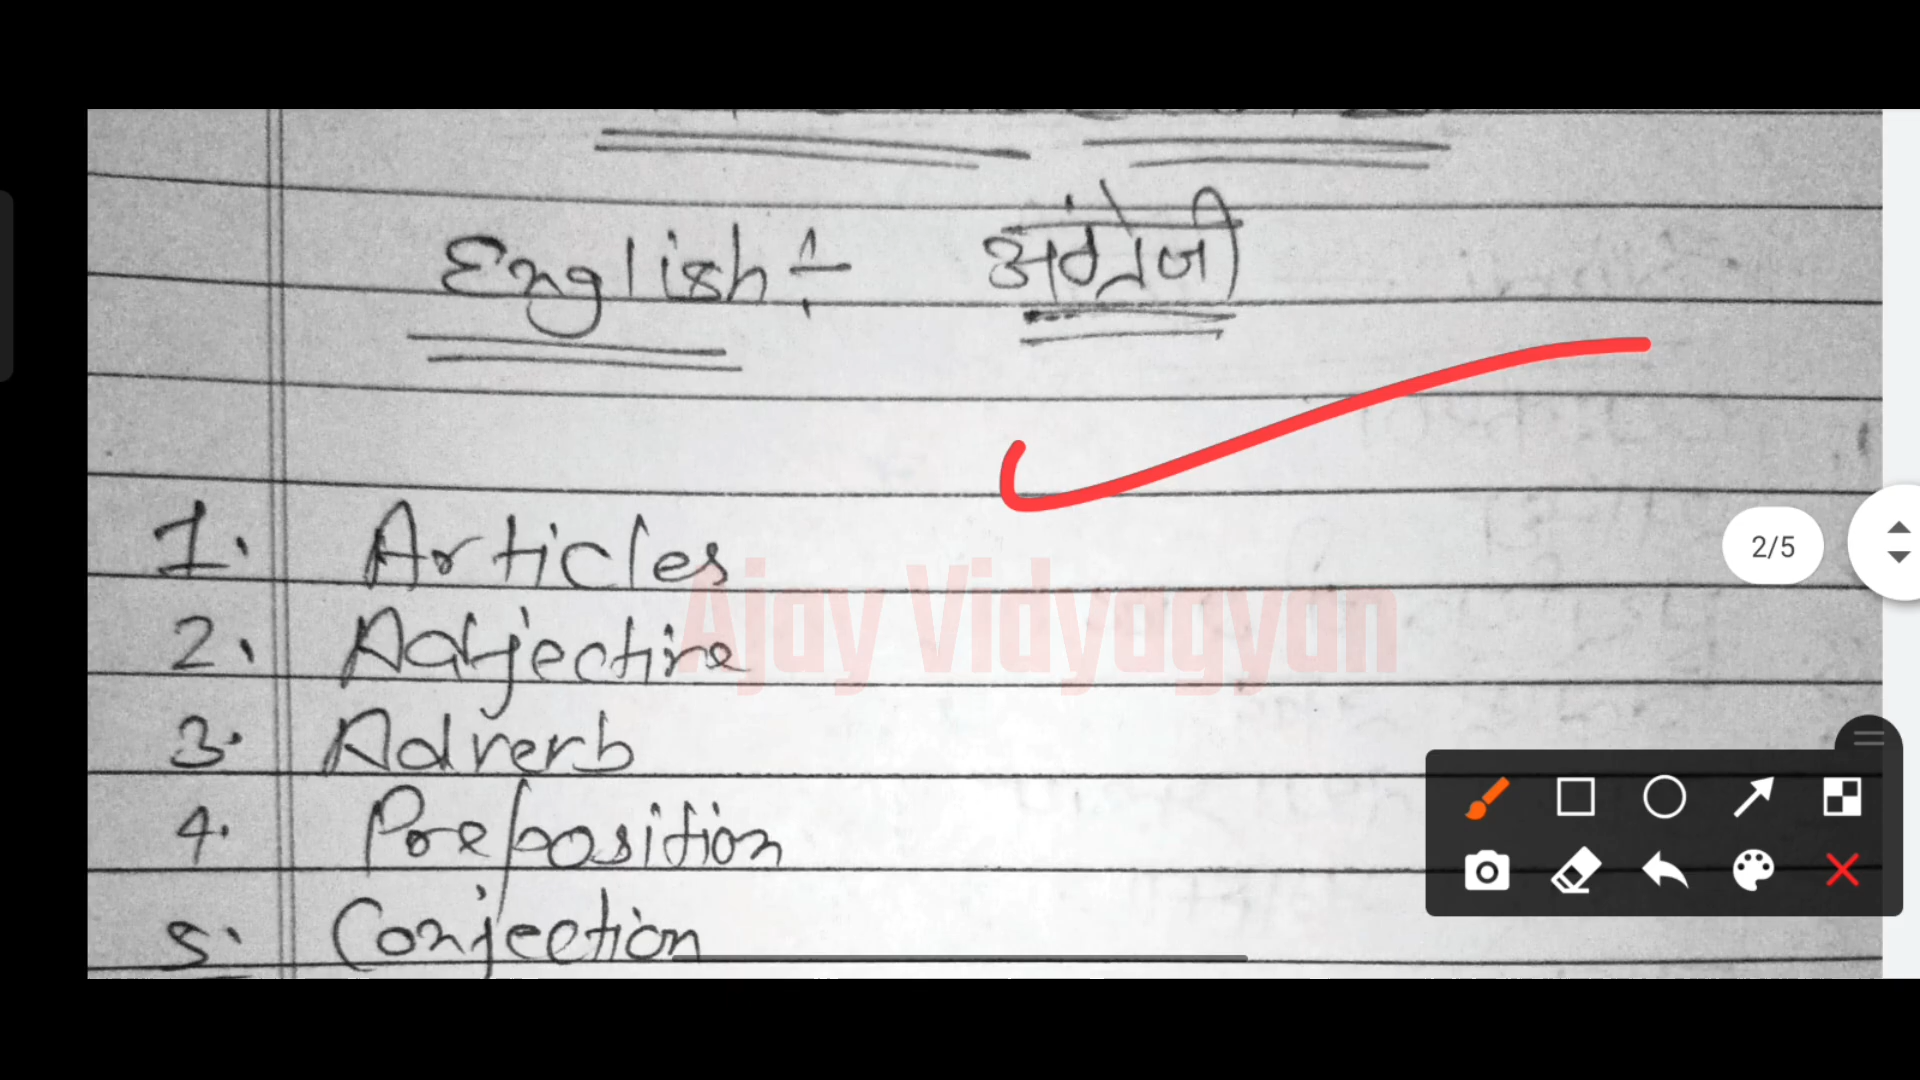 English :- अंग्रेजी
1. Articles
2. Adjective
Ajay Vidyagyan
3. Adverb
4. Preposition
5. Conjection
2/5